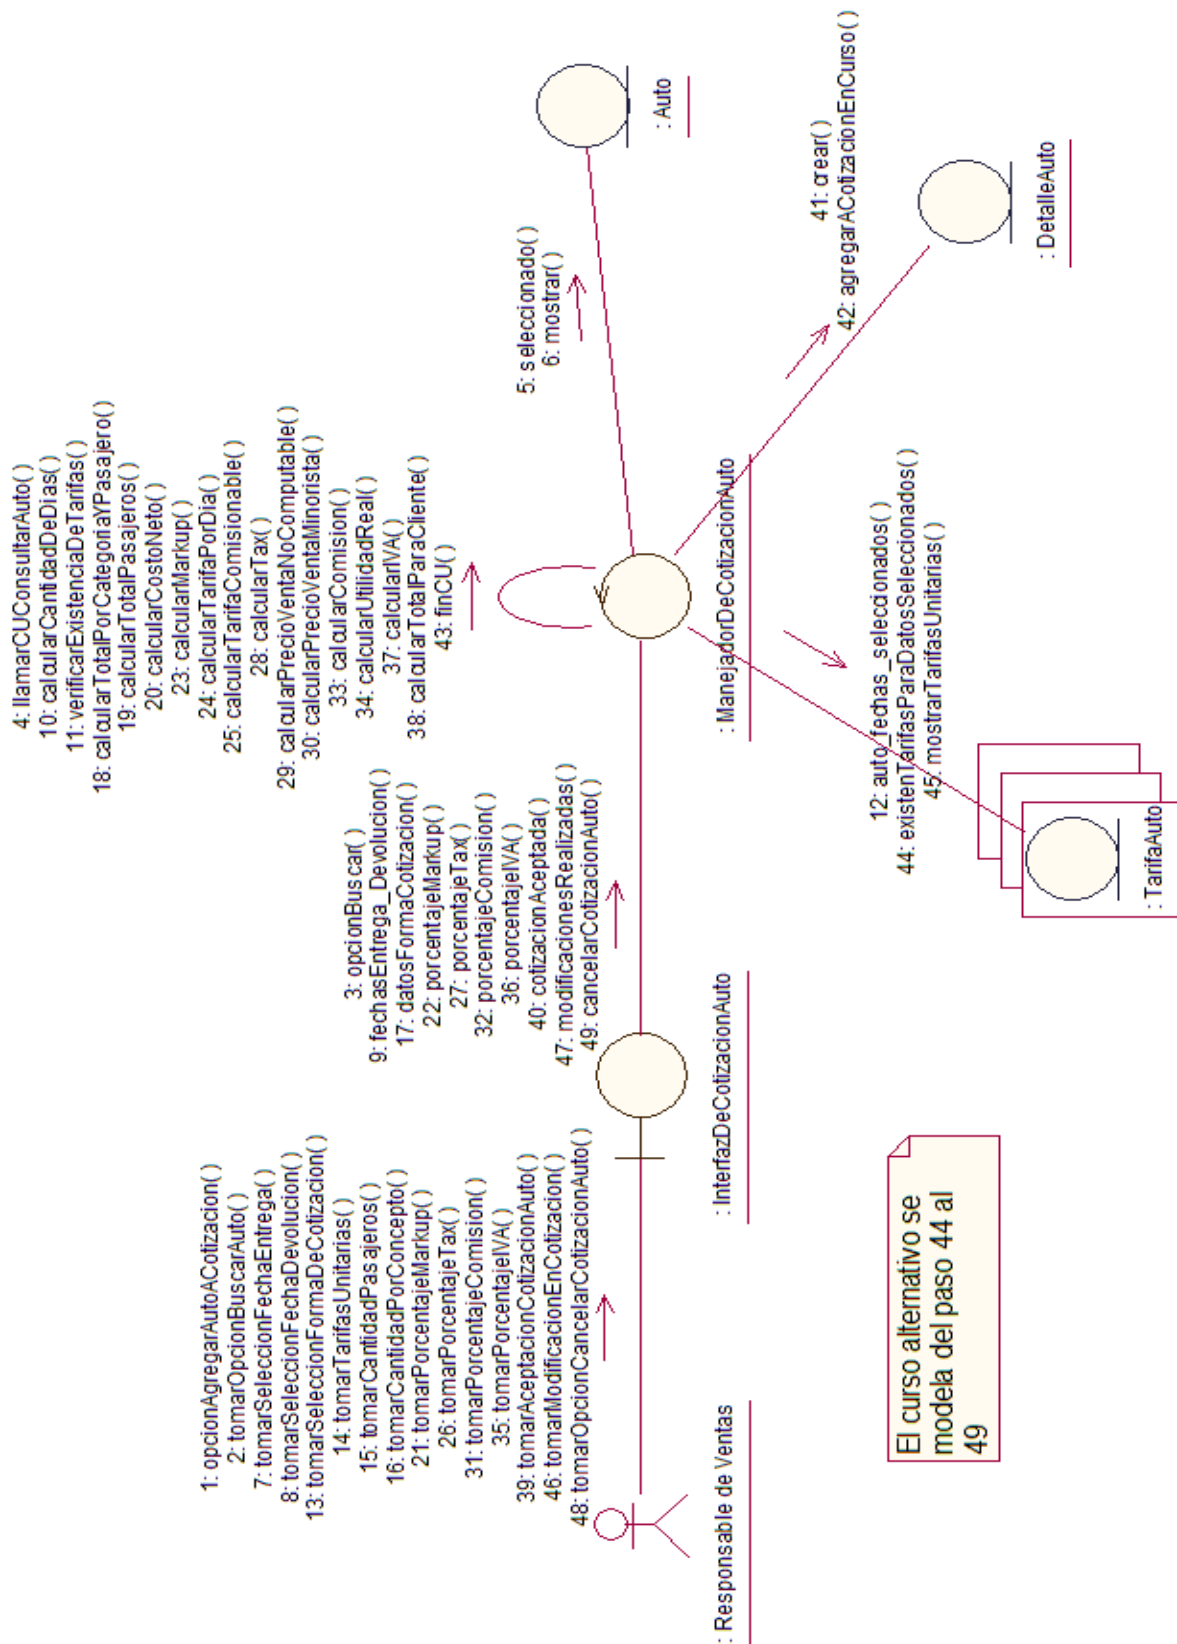 1: opcionAgregarAutoACotizacion( )
2: tomarOpcionBuscarAuto( )
7: tomarSeleccionFechaEntrega( )
8: tomarSeleccionFechaDevolucion( )
13: tomarSeleccionFormaDeCotizacion( )
14: tomarTarifasUnitarias( )
15: tomarCantidadPasajeros( )
16: tomarCantidadPorConcepto( )
21: tomarPorcentajeMarkup( )
26: tomarPorcentajeTax( )
31: tomarPorcentajeComision( )
35: tomarPorcentajeIVA( )
39: tomarAceptacionCotizacionAuto( )
46: tomarModificacionEnCotizacion( )
48: tomarOpcionCancelarCotizacionAuto( )
: Responsable de Ventas
3: opcionBuscar( )
9: fechasEntrega_Devolucion( )
17: datosFormaCotizacion( )
22: porcentajeMarkup( )
27: porcentajeTax( )
32: porcentajeComision( )
36: porcentajeIVA( )
40: cotizacionAceptada( )
47: modificacionesRealizadas( )
49: cancelarCotizacionAuto( )
: InterfazDeCotizacionAuto
4: llamarCUConsultarAuto( )
10: calcularCantidadDeDias( )
11: verificarExistenciaDeTarifas( )
18: calcularTotalPorCategoriaYPasajero( )
19: calcularTotalPasajeros( )
20: calcularCostoNeto( )
23: calcularMarkup( )
24: calcularTarifaPorDia( )
25: calcularTarifaComisionable( )
28: calcularTax( )
29: calcularPrecioVentaNoComputable( )
30: calcularPrecioVentaMinorista( )
33: calcularComision( )
34: calcularUtilidadReal( )
37: calcularIVA( )
38: calcularTotalParaCliente( )
43: finCU( )
: ManejadorDeCotizacionAuto
5: seleccionado( )
6: mostrar( )
: Auto
41: crear( )
42: agregarACotizacionEnCurso( )
: DetalleAuto
12: auto_fechas_seleccionados( )
44: existenTarifasParaDatosSeleccionados( )
45: mostrarTarifasUnitarias( )
: TarifaAuto
El curso alternativo se
modela del paso 44 al
49